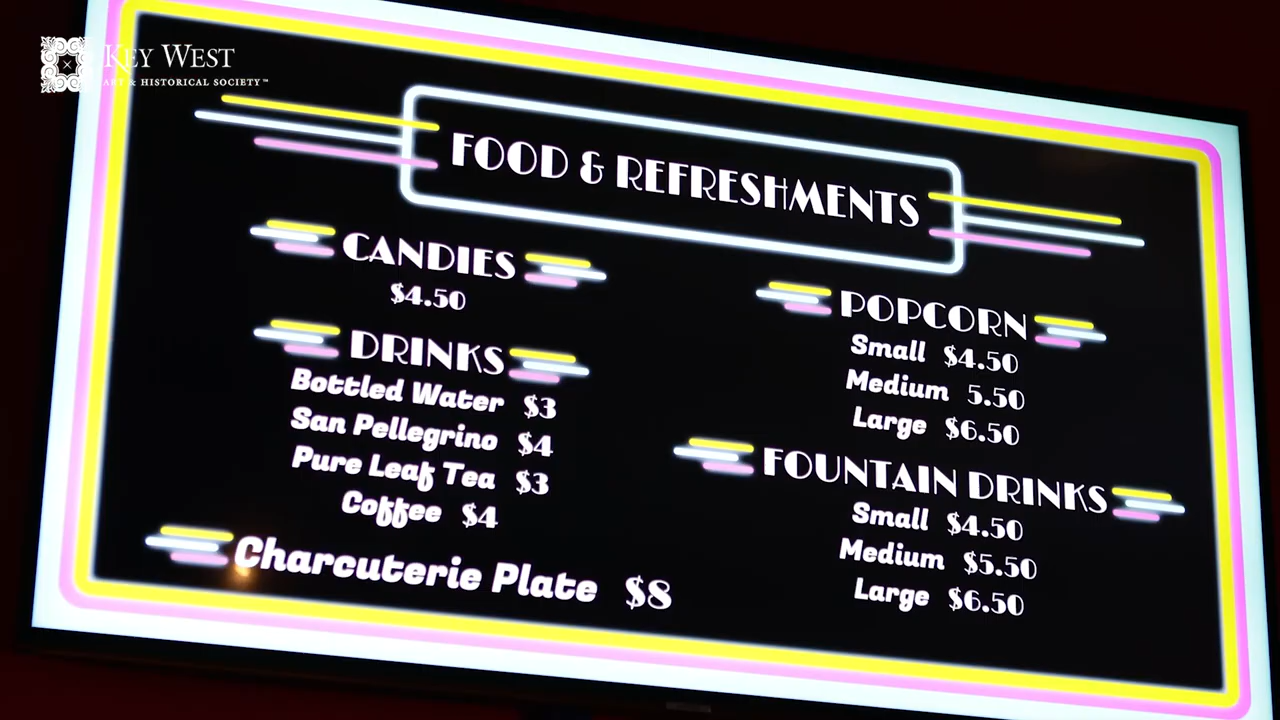 KEY WEST
ART & HISTORICAL SOCIETY™
FOOD & REFRESHMENTS
CANDIES
$4.50
DRINKS
Bottled Water $3
San Pellegrino $4
Pure Leaf Tea $3
Coffee $4
Charcuterie Plate $8
POPCORN
Small $4.50
Medium 5.50
Large $6.50
FOUNTAIN DRINKS
Small $4.50
Medium $5.50
Large $6.50